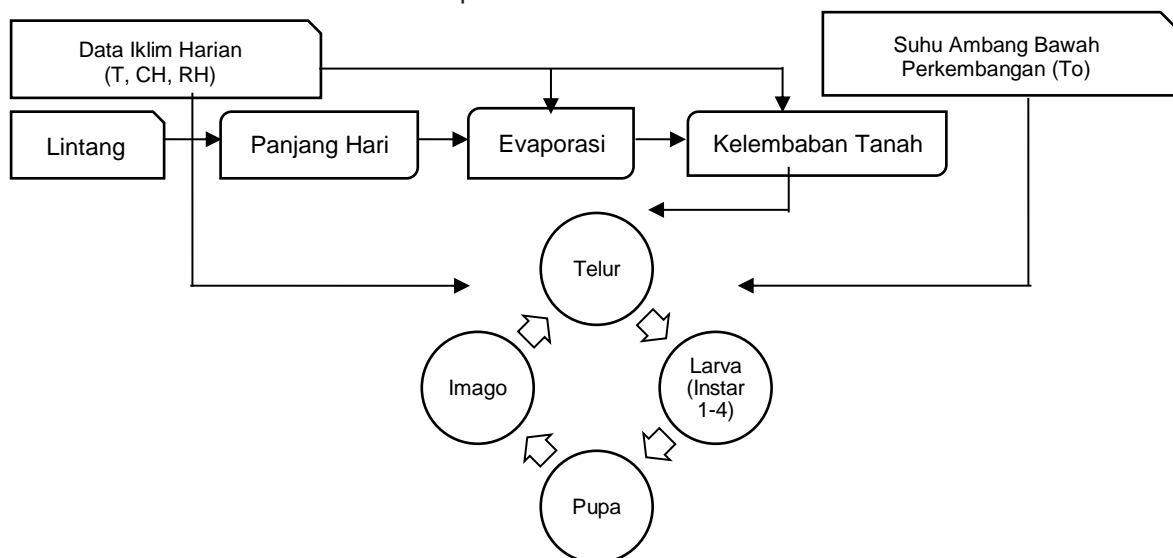 Data Iklim Harian
(T, CH, RH)
Suhu Ambang Bawah
Perkembangan (To)
Lintang
Panjang Hari
Evaporasi
Kelembaban Tanah
Telur
Imago
Larva
(Instar
1-4)
Pupa